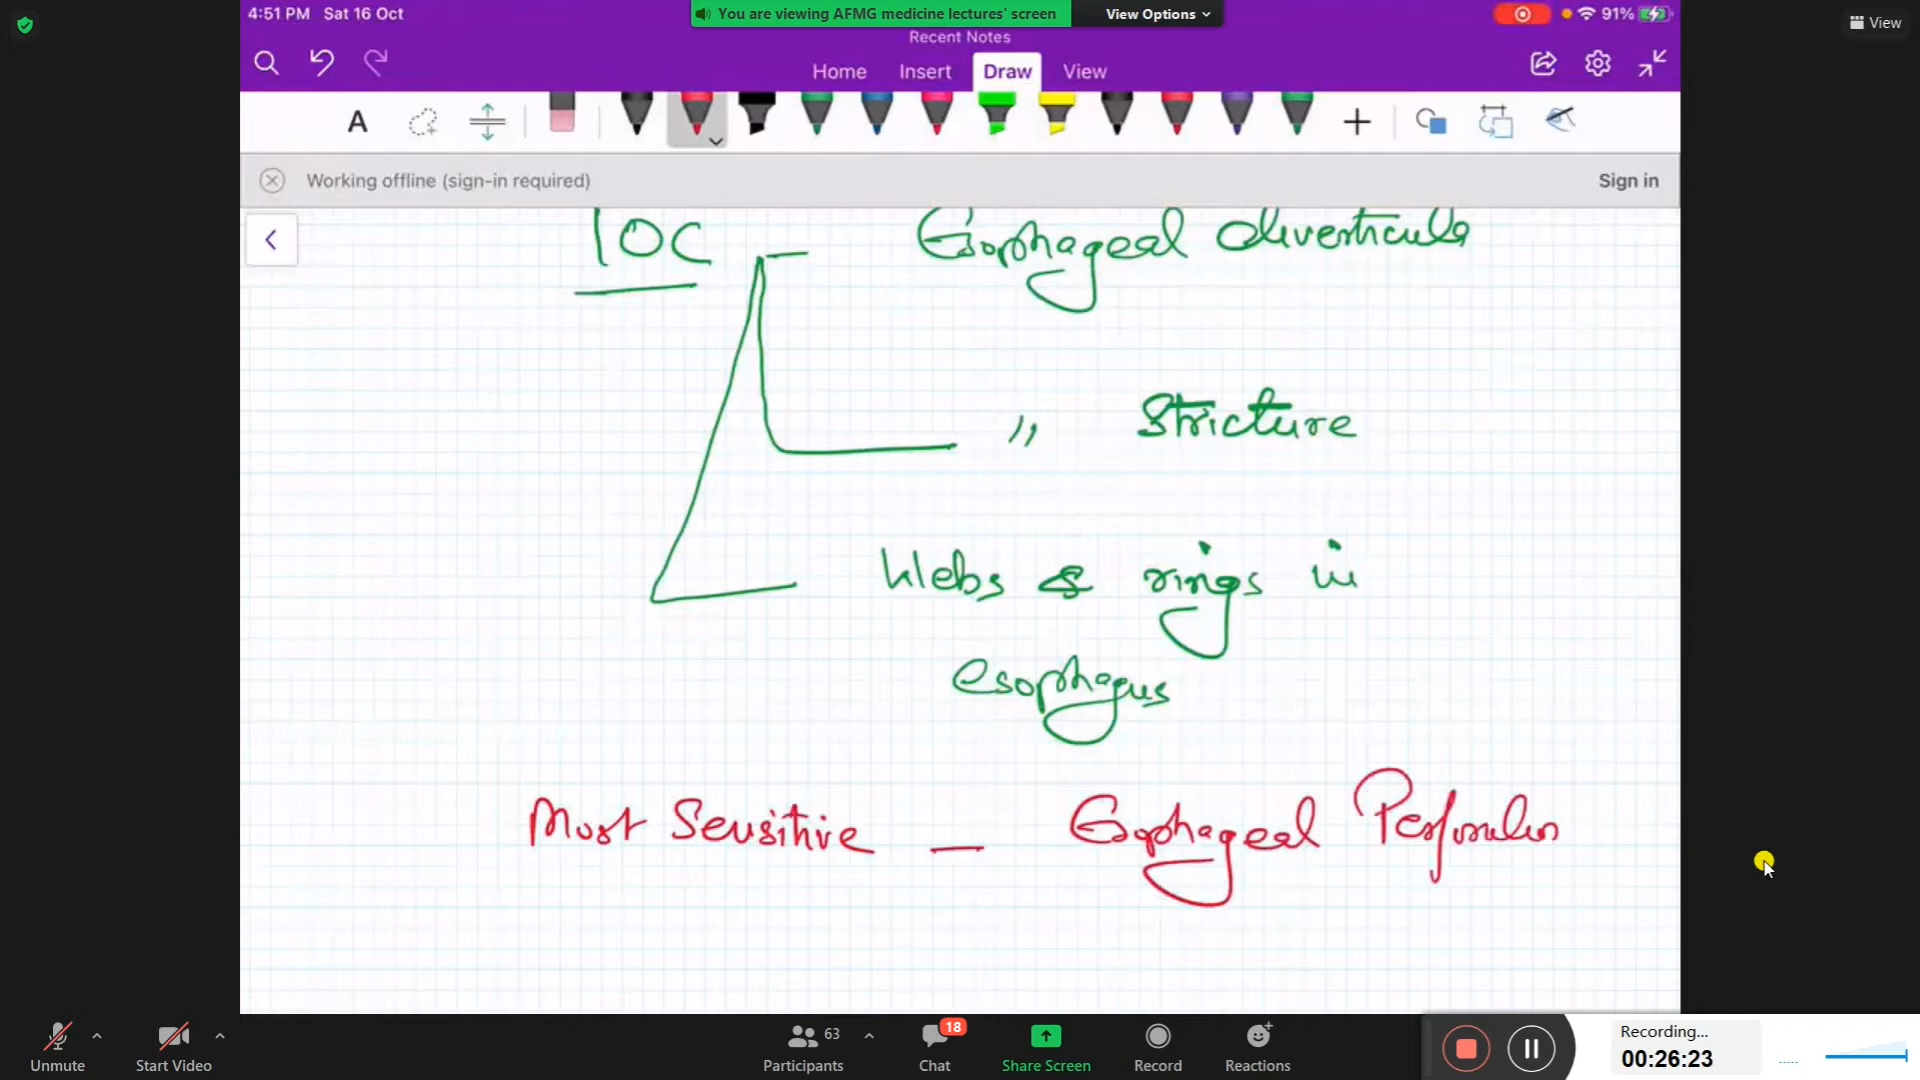 4:51 PM Sat 16 Oct
You are viewing AFMG medicine lectures' screen
View Options
91%
View
Recent Notes
Home Insert Draw View
A
Working offline (sign-in required)
Sign in
IOC Esophageal diverticula
〃 Stricture
Webs & rings in
esophagus
Most Sensitive — Esophageal Perforation
Unmute
Start Video
Participants 63
Chat 18
Share Screen
Record
Reactions
Recording...
00:26:23